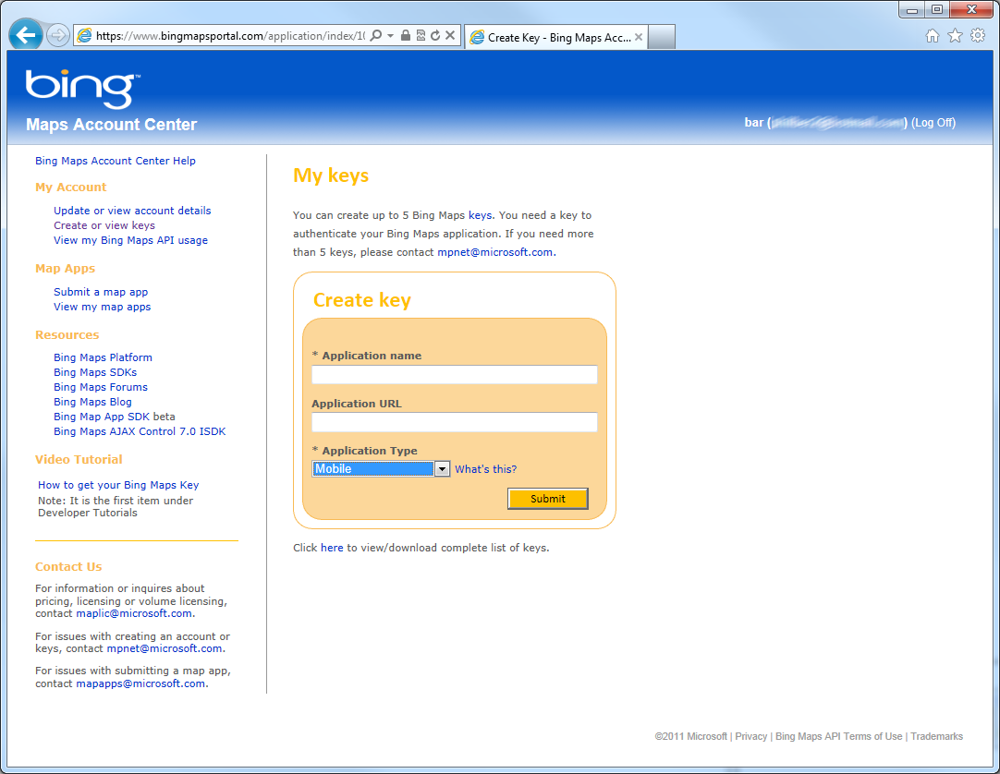 https://www.bingmapsportal.com/application/index/10
Create Key - Bing Maps Acc...
bing™
Maps Account Center
bar ( ) (Log Off)
Bing Maps Account Center Help
My Account
Update or view account details
Create or view keys
View my Bing Maps API usage
Map Apps
Submit a map app
View my map apps
Resources
Bing Maps Platform
Bing Maps SDKs
Bing Maps Forums
Bing Maps Blog
Bing Map App SDK beta
Bing Maps AJAX Control 7.0 ISDK
Video Tutorial
How to get your Bing Maps Key
Note: It is the first item under
Developer Tutorials
Contact Us
For information or inquires about
pricing, licensing or volume licensing,
contact maplic@microsoft.com.
For issues with creating an account or
keys, contact mpnet@microsoft.com.
For issues with submitting a map app,
contact mapapps@microsoft.com.
My keys
You can create up to 5 Bing Maps keys. You need a key to
authenticate your Bing Maps application. If you need more
than 5 keys, please contact mpnet@microsoft.com.
Create key
* Application name
Application URL
* Application Type
Mobile What's this?
Submit
Click here to view/download complete list of keys.
©2011 Microsoft | Privacy | Bing Maps API Terms of Use | Trademarks